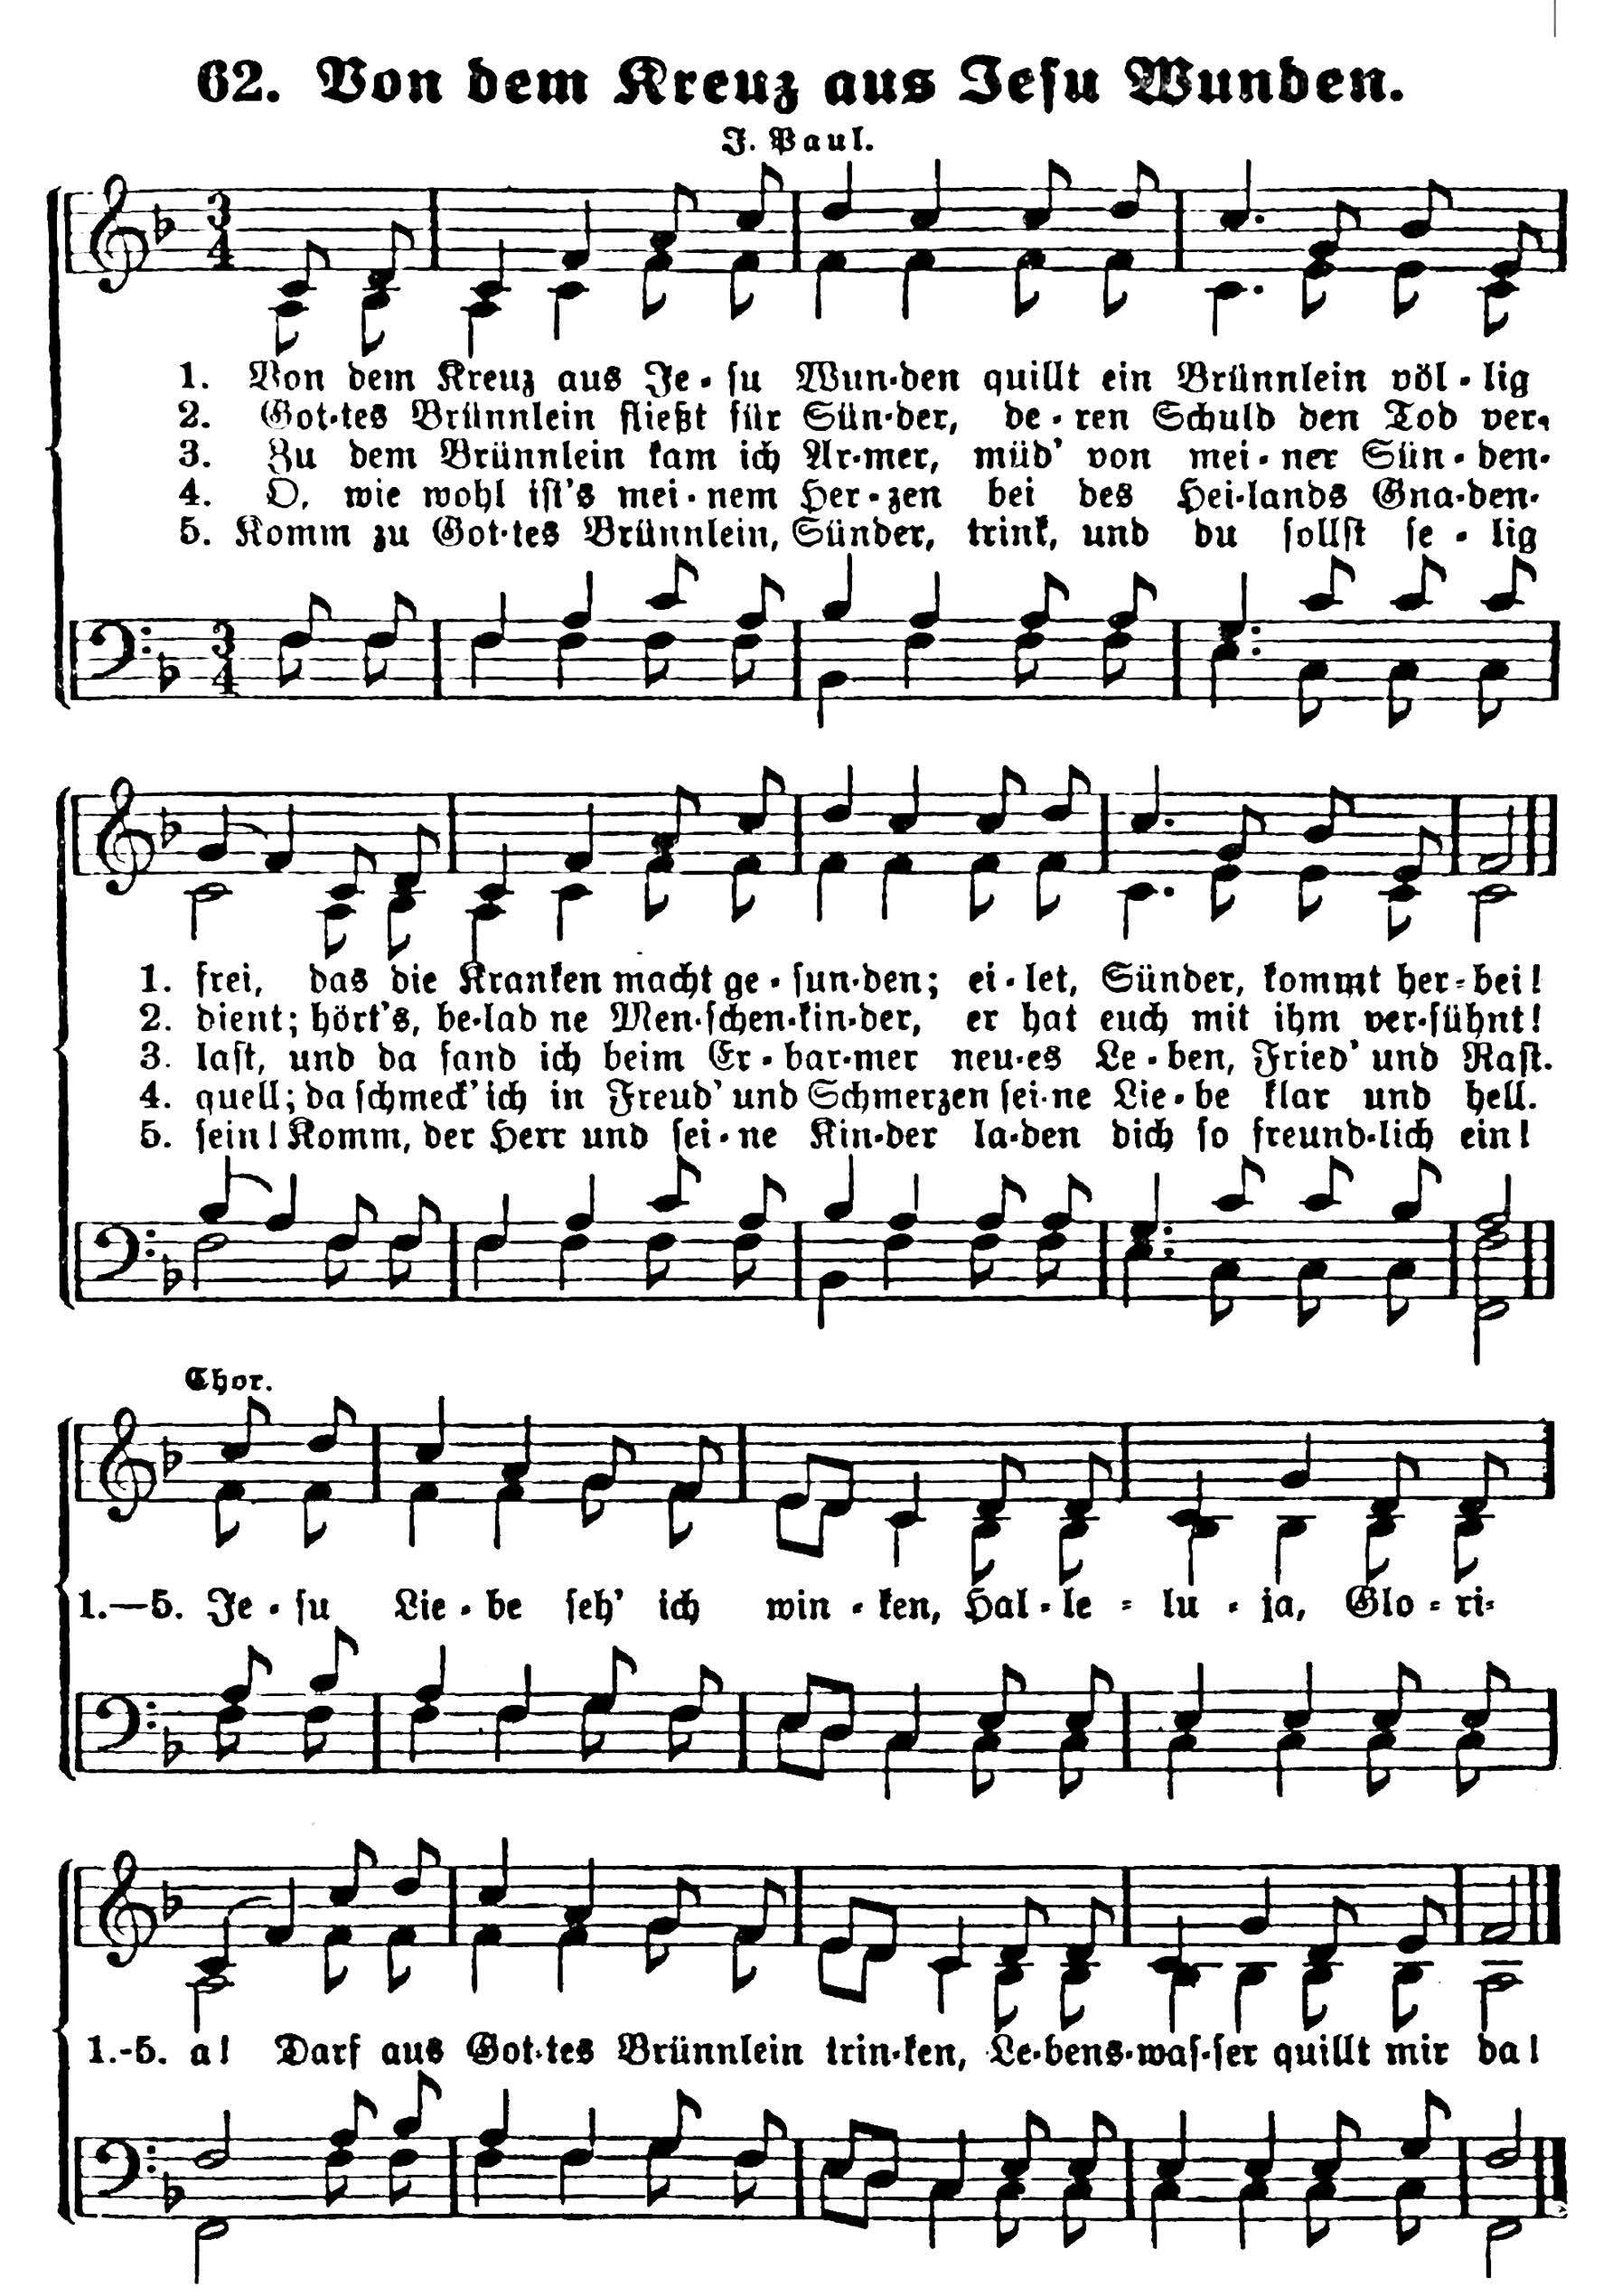 62. Von dem Kreuz aus Jesu Wunden.
J. Paul.
3 4
1. Von dem Kreuz aus Je-su Wun-den quillt ein Brünnlein völ-lig
2. Got-tes Brünnlein fließt für Sün-der, de-ren Schuld den Tod ver-
3. Zu dem Brünnlein kam ich Ar-mer, müd' von mei-ner Sün-den-
4. O, wie wohl ist's mei-nem Her-zen bei des Hei-lands Gna-den-
5. Komm zu Got-tes Brünnlein, Sünder, trink, und du sollst se-lig
3 4
1. frei, das die Kranken macht ge-sun-den; ei-let, Sünder, kommt her-bei!
2. dient; hört's, be-lad ne Men-schen-kin-der, er hat euch mit ihm ver-sühnt!
3. last, und da fand ich beim Er-bar-mer neu-es Le-ben, Fried' und Rast.
4. quell; da schmeck' ich in Freud' und Schmerzen sei-ne Lie-be klar und hell.
5. sein! Komm, der Herr und sei-ne Kin-der la-den dich so freund-lich ein!
Chor.
1.—5. Je-su Lie-be seh' ich win-ken, Hal-le-lu-ja, Glo-ri-
1.-5. a! Darf aus Got-tes Brünnlein trin-ken, Le-bens-was-ser quillt mir da!